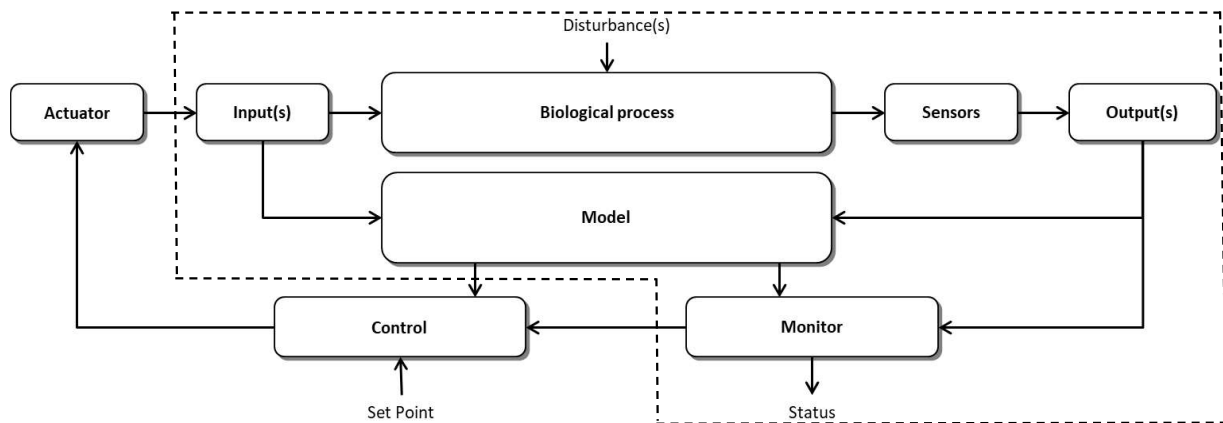 Disturbance(s)
Actuator
Input(s)
Biological process
Sensors
Output(s)
Model
Control
Monitor
Set Point
Status